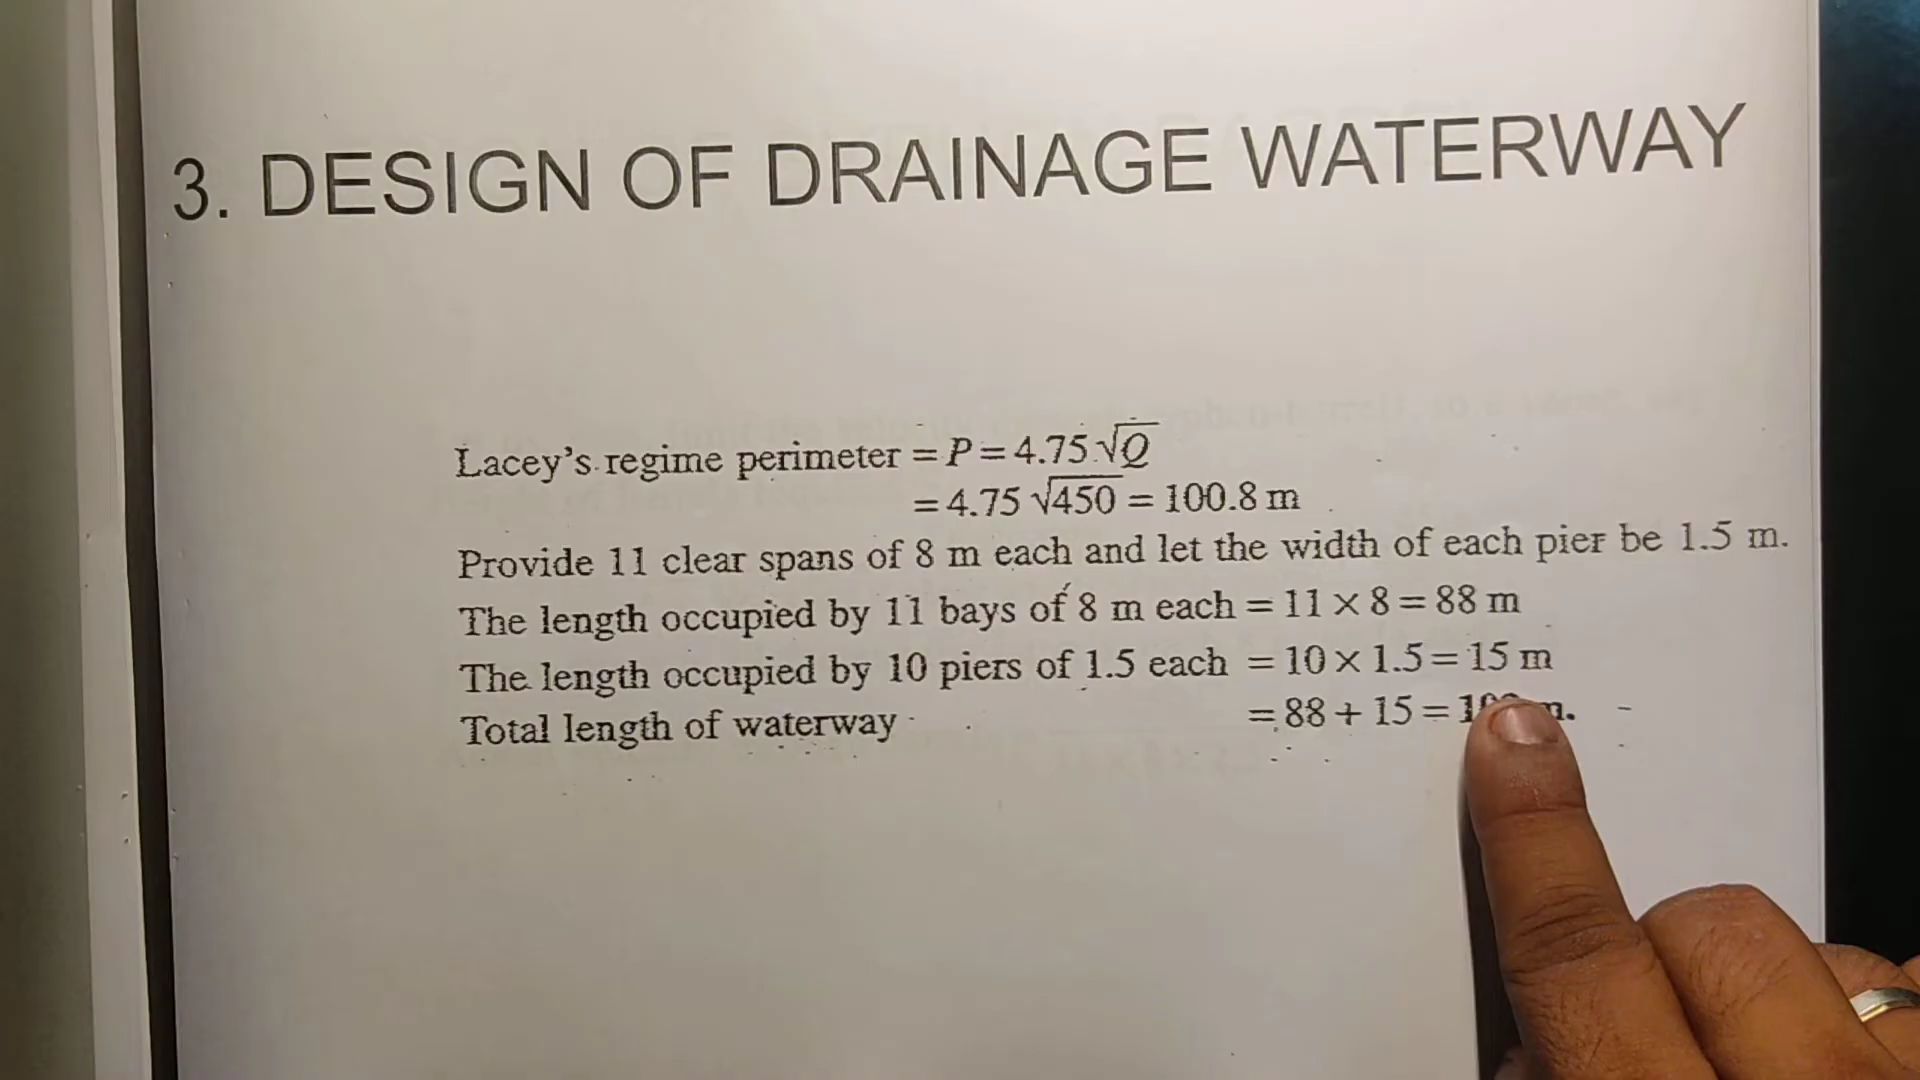 3. DESIGN OF DRAINAGE WATERWAY
Lacey's regime perimeter = P = 4.75 √Q
= 4.75 √450 = 100.8 m
Provide 11 clear spans of 8 m each and let the width of each pier be 1.5 m.
The length occupied by 11 bays of 8 m each = 11 × 8 = 88 m
The length occupied by 10 piers of 1.5 each = 10 × 1.5 = 15 m
Total length of waterway = 88 + 15 = m.